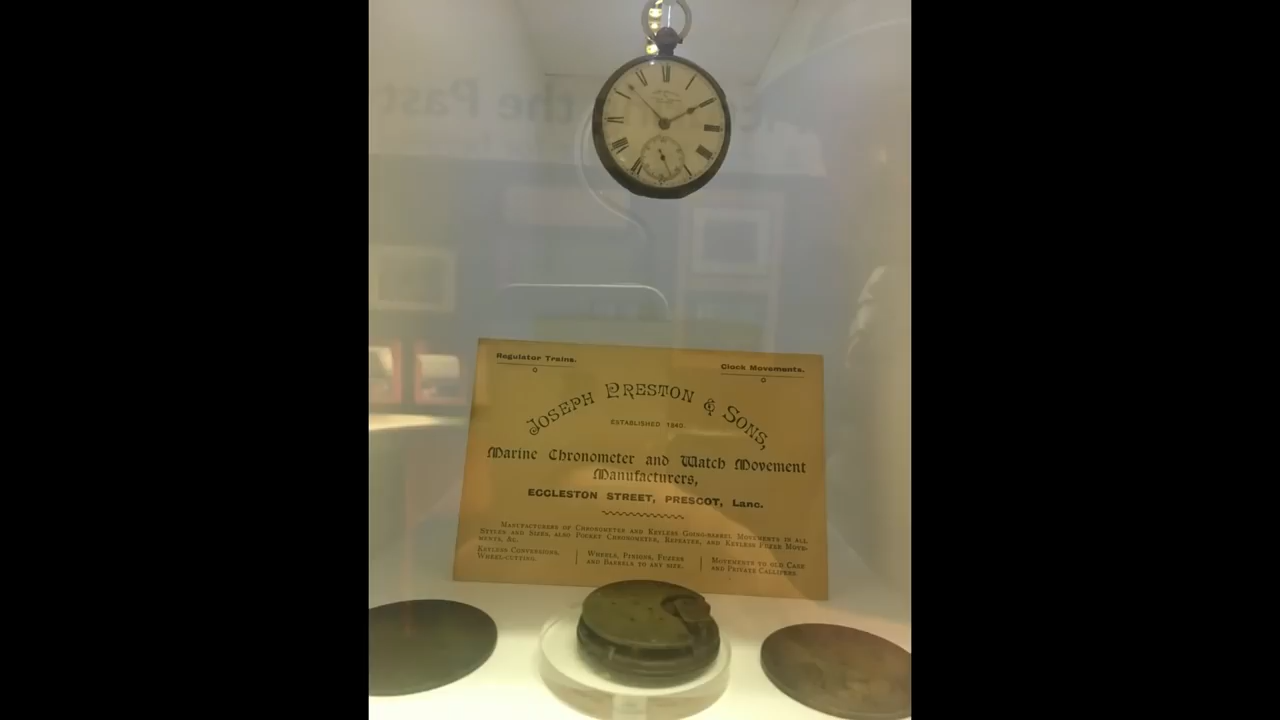 the Past
Regulator Trains.
Clock Movements.
JOSEPH PRESTON & SONS,
ESTABLISHED 1840.
Marine Chronometer and Watch Movement
Manufacturers,
ECCLESTON STREET, PRESCOT, Lanc.
MANUFACTURERS OF CHRONOMETER AND KEYLESS GOING-BARREL MOVEMENTS IN ALL
STYLES AND SIZES, ALSO POCKET CHRONOMETER, REPEATER, AND KEYLESS FUZEE MOVE-
MENTS, &c.
KEYLESS CONVERSIONS,
WHEEL-CUTTING.
WHEELS, PINIONS, FUZEES
AND BARRELS TO ANY SIZE.
MOVEMENTS TO OLD CASE
AND PRIVATE CALLIPERS.